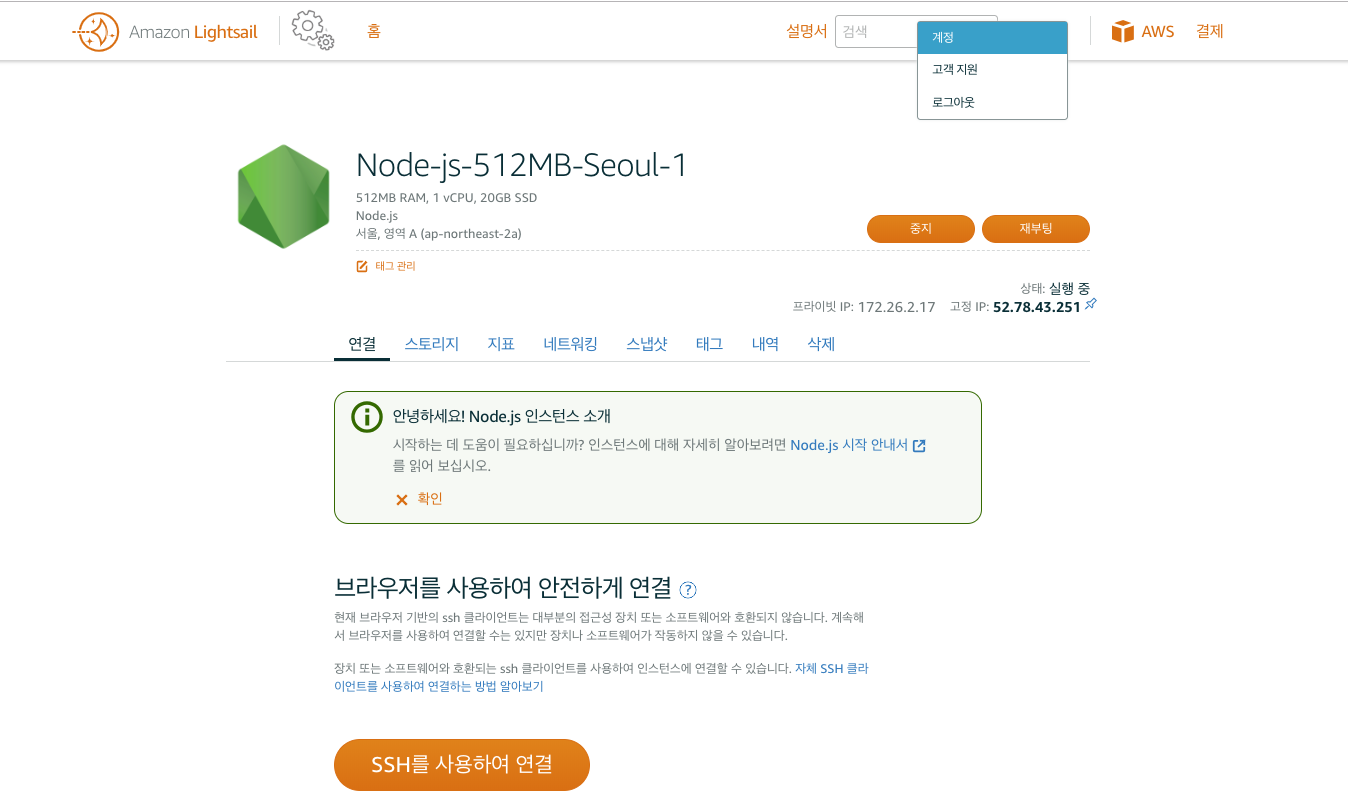 Amazon Lightsail
홈
설명서
검색
계정
고객 지원
로그아웃
AWS
결제
Node-js-512MB-Seoul-1
512MB RAM, 1 vCPU, 20GB SSD
Node.js
서울, 영역 A (ap-northeast-2a)
중지
재부팅
태그 관리
상태: 실행 중
프라이빗 IP: 172.26.2.17 고정 IP: 52.78.43.251
연결 스토리지 지표 네트워킹 스냅샷 태그 내역 삭제
안녕하세요! Node.js 인스턴스 소개
시작하는 데 도움이 필요하십니까? 인스턴스에 대해 자세히 알아보려면 Node.js 시작 안내서
를 읽어 보십시오.
확인
브라우저를 사용하여 안전하게 연결 ?
현재 브라우저 기반의 ssh 클라이언트는 대부분의 접근성 장치 또는 소프트웨어와 호환되지 않습니다. 계속해
서 브라우저를 사용하여 연결할 수는 있지만 장치나 소프트웨어가 작동하지 않을 수 있습니다.
장치 또는 소프트웨어와 호환되는 ssh 클라이언트를 사용하여 인스턴스에 연결할 수 있습니다. 자체 SSH 클라
이언트를 사용하여 연결하는 방법 알아보기
SSH를 사용하여 연결